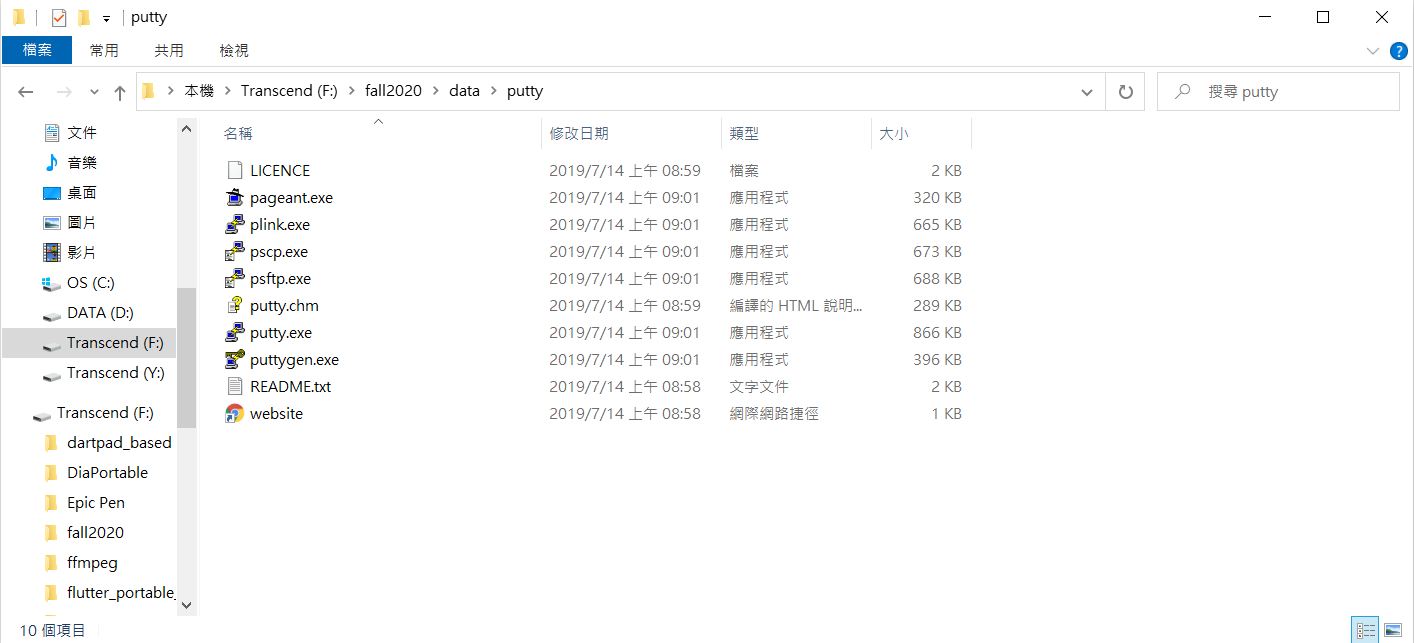 putty
檔案 常用 共用 檢視
本機 Transcend (F:) fall2020 data putty
搜尋 putty
文件
音樂
桌面
圖片
影片
OS (C:)
DATA (D:)
Transcend (F:)
Transcend (Y:)
Transcend (F:)
dartpad_based
DiaPortable
Epic Pen
fall2020
ffmpeg
flutter_portable_
名稱 修改日期 類型 大小
LICENCE 2019/7/14 上午 08:59 檔案 2 KB
pageant.exe 2019/7/14 上午 09:01 應用程式 320 KB
plink.exe 2019/7/14 上午 09:01 應用程式 665 KB
pscp.exe 2019/7/14 上午 09:01 應用程式 673 KB
psftp.exe 2019/7/14 上午 09:01 應用程式 688 KB
putty.chm 2019/7/14 上午 08:59 編譯的 HTML 說明... 289 KB
putty.exe 2019/7/14 上午 09:01 應用程式 866 KB
puttygen.exe 2019/7/14 上午 09:01 應用程式 396 KB
README.txt 2019/7/14 上午 08:58 文字文件 2 KB
website 2019/7/14 上午 08:58 網際網路捷徑 1 KB
10 個項目